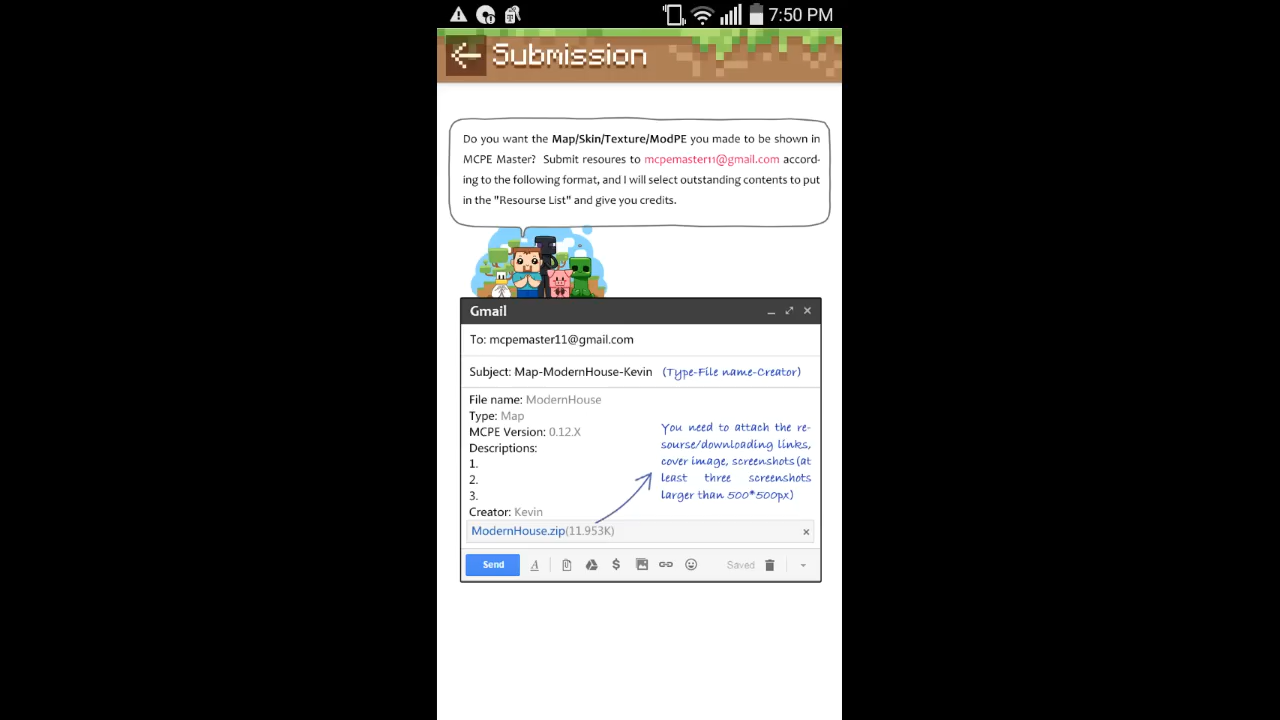 7:50 PM
Submission
Do you want the Map/Skin/Texture/ModPE you made to be shown in
MCPE Master? Submit resoures to mcpemaster11@gmail.com accord-
ing to the following format, and I will select outstanding contents to put
in the "Resourse List" and give you credits.
Gmail
To: mcpemaster11@gmail.com
Subject: Map-ModernHouse-Kevin (Type-File name-Creator)
File name: ModernHouse
Type: Map
MCPE Version: 0.12.X
Descriptions:
1.
2.
3.
Creator: Kevin
You need to attach the re-
sourse/downloading links,
cover image, screenshots(at
least three screenshots
larger than 500*500px)
ModernHouse.zip(11.953K)
Send
Saved